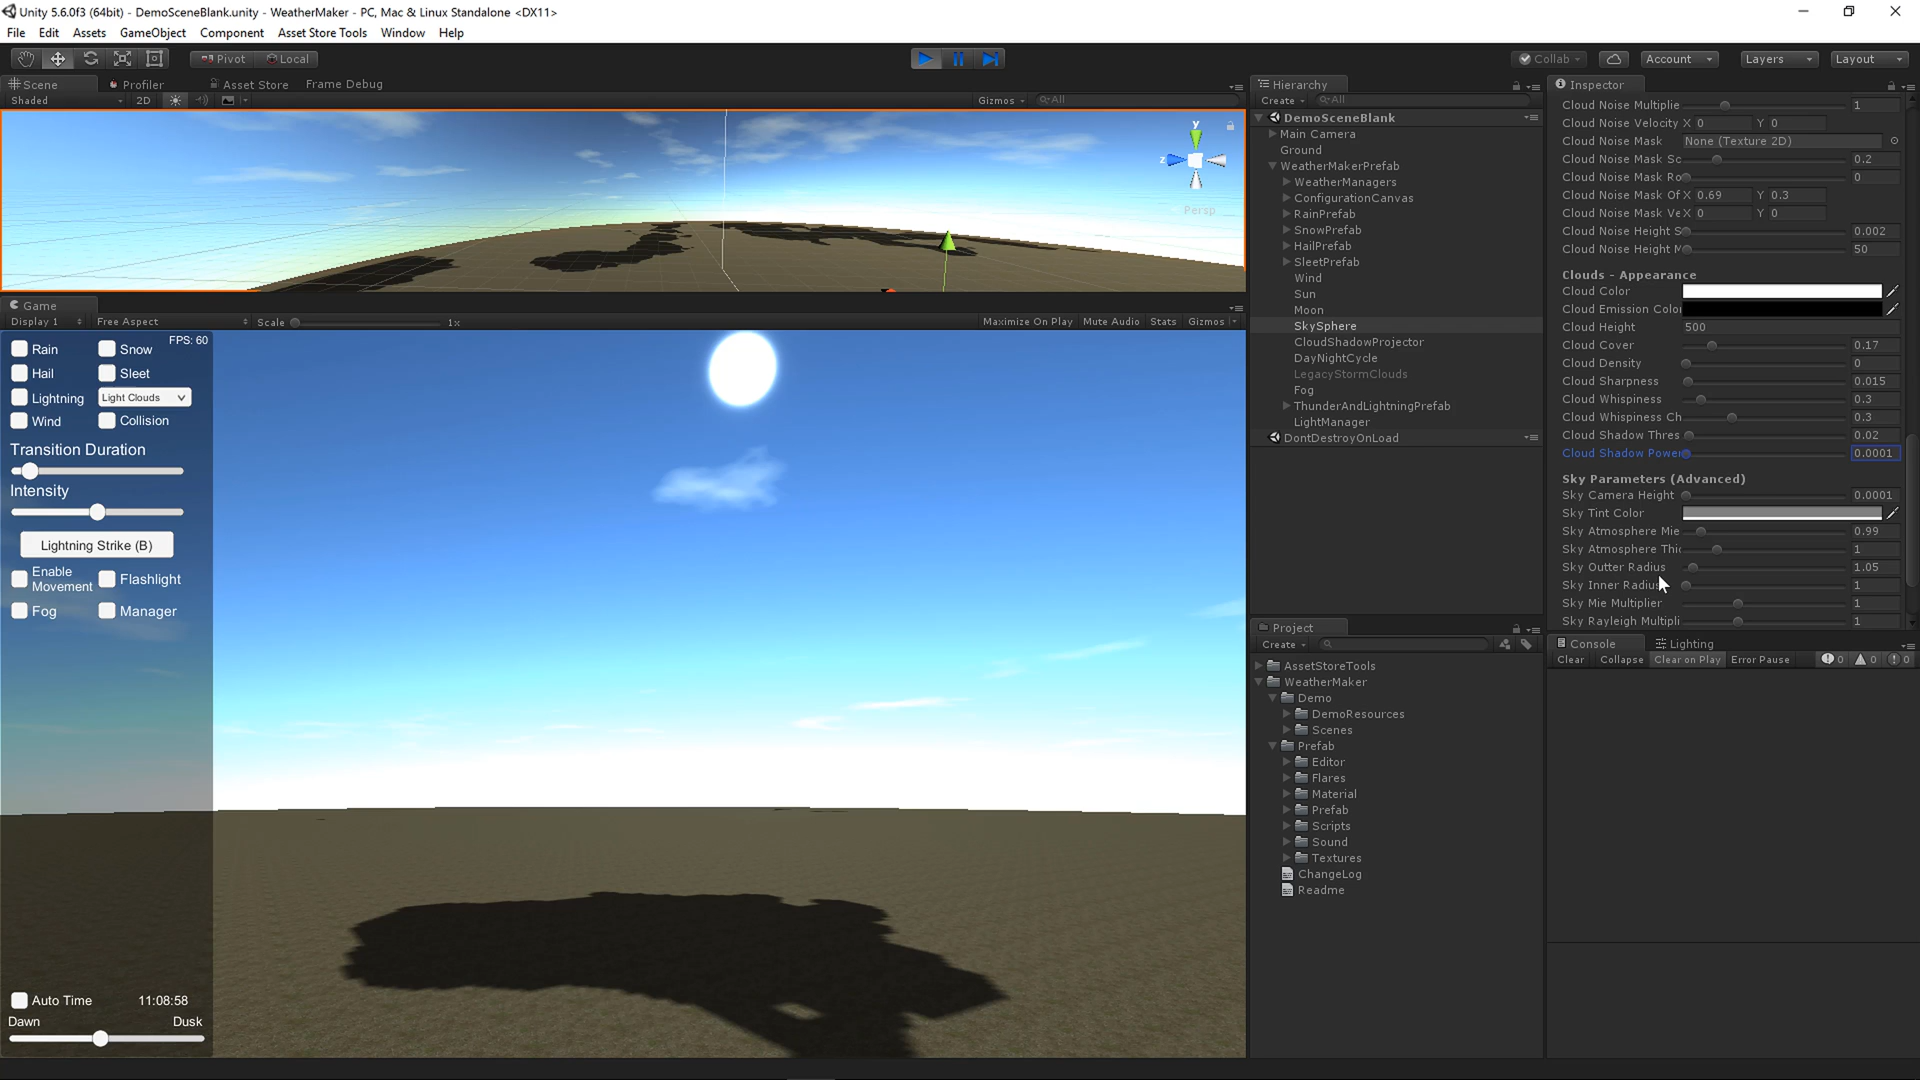 Unity 5.6.0f3 (64bit) - DemoSceneBlank.unity - WeatherMaker - PC, Mac & Linux Standalone <DX11>
File Edit Assets GameObject Component Asset Store Tools Window Help
Pivot Local
Collab Account Layers Layout
Scene Profiler Asset Store Frame Debug
Shaded 2D Gizmos All
y
z
Persp
Game
Display 1 Free Aspect Scale 1x Maximize On Play Mute Audio Stats Gizmos
FPS: 60
Rain Snow
Hail Sleet
Lightning Light Clouds
Wind Collision
Transition Duration
Intensity
Lightning Strike (B)
Enable Movement Flashlight
Fog Manager
Auto Time 11:08:58
Dawn Dusk
Hierarchy
Create All
DemoSceneBlank
Main Camera
Ground
WeatherMakerPrefab
WeatherManagers
ConfigurationCanvas
RainPrefab
SnowPrefab
HailPrefab
SleetPrefab
Wind
Sun
Moon
SkySphere
CloudShadowProjector
DayNightCycle
LegacyStormClouds
Fog
ThunderAndLightningPrefab
LightManager
DontDestroyOnLoad
Project
Create
AssetStoreTools
WeatherMaker
Demo
DemoResources
Scenes
Prefab
Editor
Flares
Material
Prefab
Scripts
Sound
Textures
ChangeLog
Readme
Inspector
Cloud Noise Multiplie 1
Cloud Noise Velocity X 0 Y 0
Cloud Noise Mask None (Texture 2D)
Cloud Noise Mask Sc 0.2
Cloud Noise Mask Ro 0
Cloud Noise Mask Of X 0.69 Y 0.3
Cloud Noise Mask Ve X 0 Y 0
Cloud Noise Height S 0.002
Cloud Noise Height M 50
Clouds - Appearance
Cloud Color
Cloud Emission Color
Cloud Height 500
Cloud Cover 0.17
Cloud Density 0
Cloud Sharpness 0.015
Cloud Whispiness 0.3
Cloud Whispiness Ch 0.3
Cloud Shadow Thres 0.02
Cloud Shadow Power 0.0001
Sky Parameters (Advanced)
Sky Camera Height 0.0001
Sky Tint Color
Sky Atmosphere Mie 0.99
Sky Atmosphere Thic 1
Sky Outter Radius 1.05
Sky Inner Radius 1
Sky Mie Multiplier 1
Sky Rayleigh Multipli 1
Console Lighting
Clear Collapse Clear on Play Error Pause 0 0 0